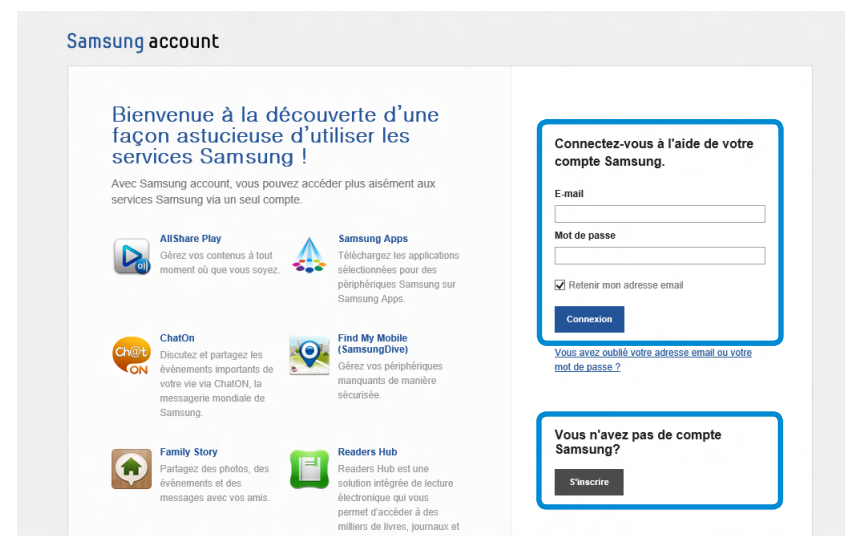 Samsung account
Bienvenue à la découverte d'une
façon astucieuse d'utiliser les
services Samsung !
Avec Samsung account, vous pouvez accéder plus aisément aux
services Samsung via un seul compte.
AllShare Play
Gérez vos contenus à tout
moment où que vous soyez.
Samsung Apps
Téléchargez les applications
sélectionnées pour des
périphériques Samsung sur
Samsung Apps.
Ch@t
ON
ChatOn
Discutez et partagez les
événements importants de
votre vie via ChatON, la
messagerie mondiale de
Samsung.
Find My Mobile
(SamsungDive)
Gérez vos périphériques
manquants de manière
sécurisée.
Family Story
Partagez des photos, des
événements et des
messages avec vos amis.
Readers Hub
Readers Hub est une
solution intégrée de lecture
électronique qui vous
permet d'accéder à des
milliers de livres, journaux et
Connectez-vous à l'aide de votre
compte Samsung.
E-mail
Mot de passe
Retenir mon adresse email
Connexion
Vous avez oublié votre adresse email ou votre
mot de passe ?
Vous n'avez pas de compte
Samsung?
S'inscrire